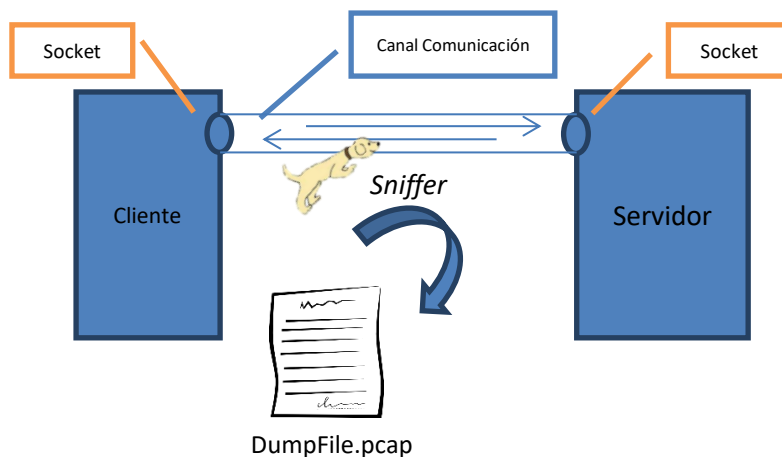 Socket
Canal Comunicación
Socket
Cliente
Sniffer
Servidor
DumpFile.pcap